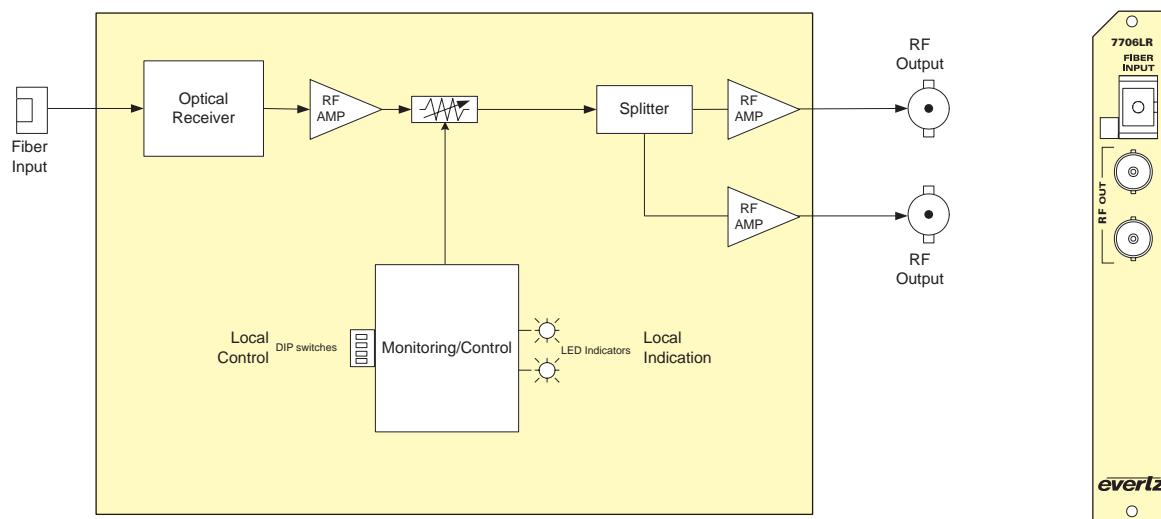 RF
Output
Optical
Receiver
RF
AMP
Splitter
RF
AMP
Fiber
Input
RF
AMP
RF
Output
Local
Control
DIP switches
Monitoring/Control
LED Indicators
Local
Indication
7706LR
FIBER
INPUT
RF OUT
evertz